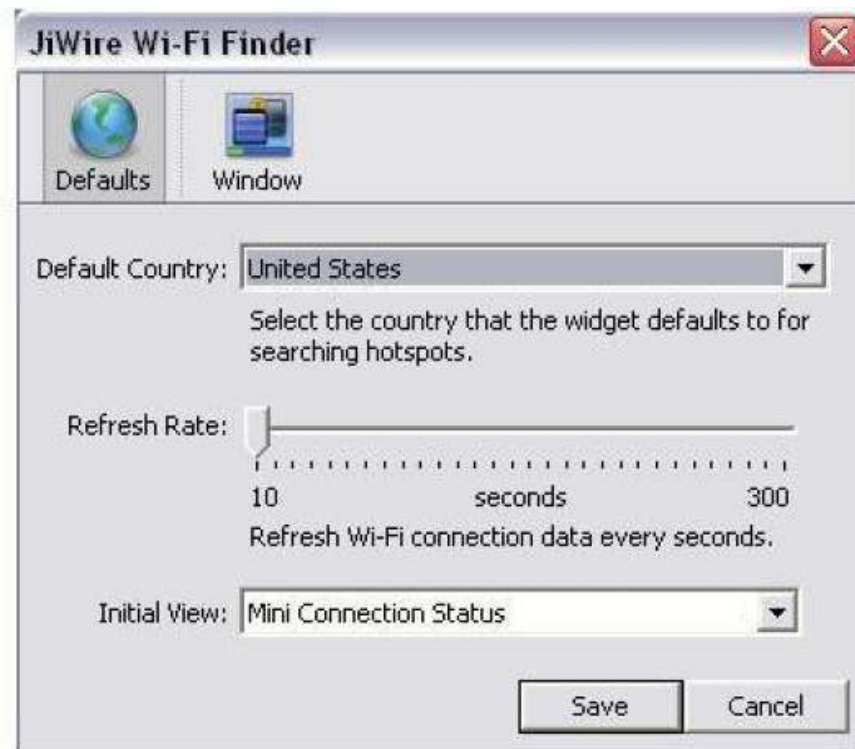 JiWire Wi-Fi Finder
Defaults
Window
Default Country: United States
Select the country that the widget defaults to for
searching hotspots.
Refresh Rate:
10 seconds 300
Refresh Wi-Fi connection data every seconds.
Initial View: Mini Connection Status
Save Cancel